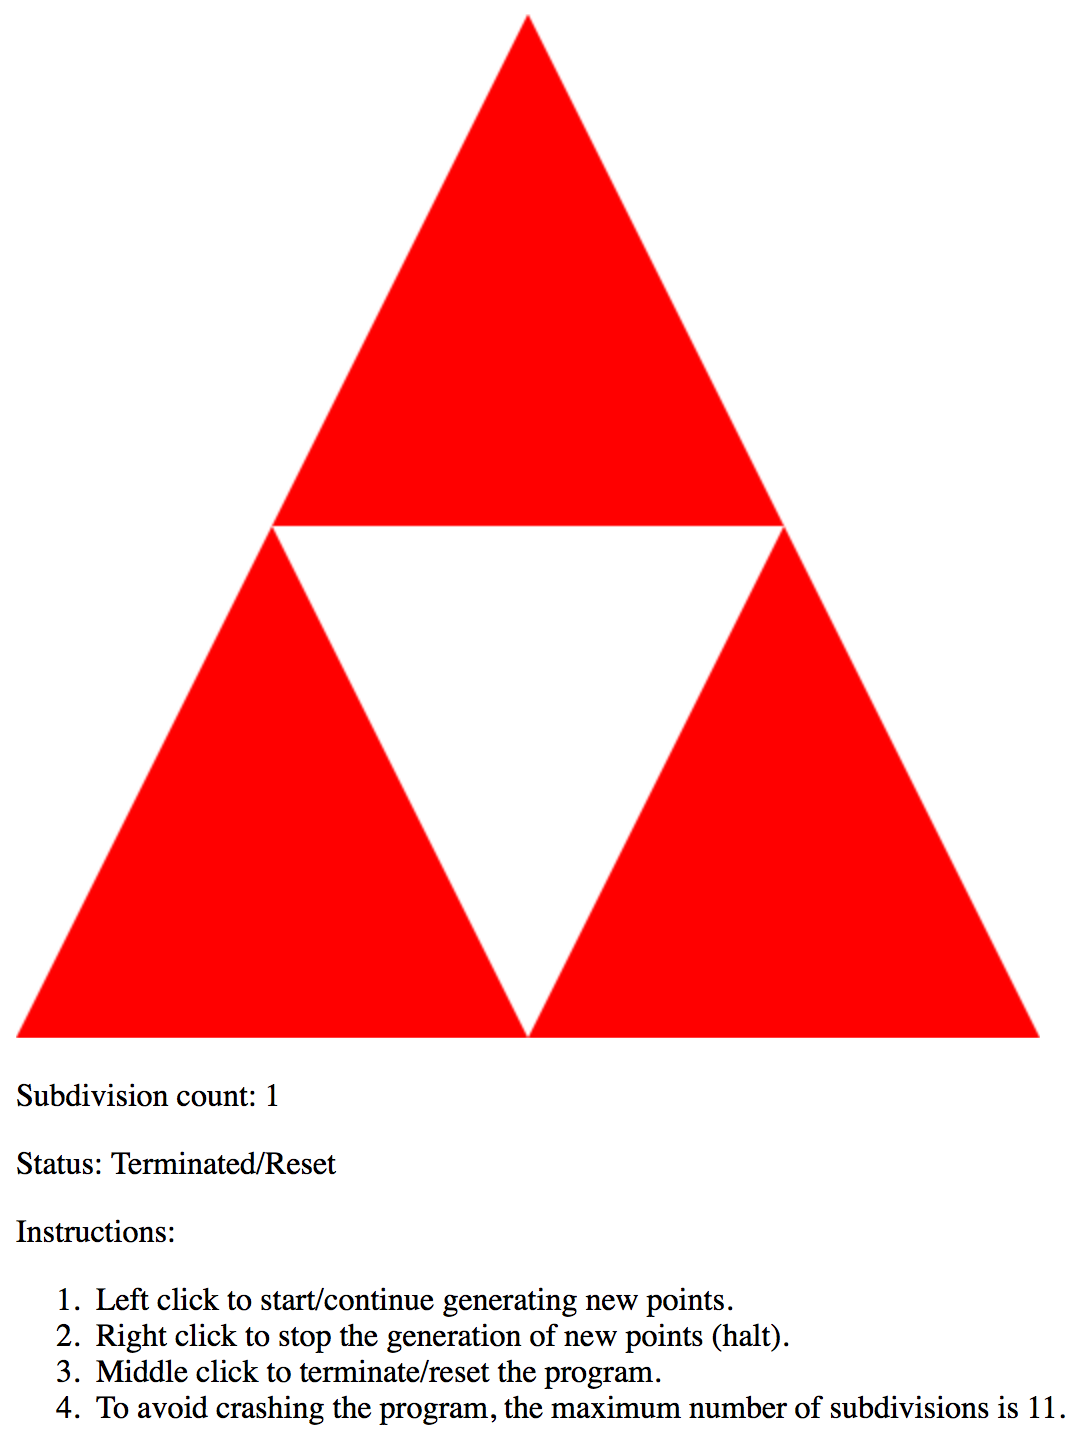 Subdivision count: 1
Status: Terminated/Reset
Instructions:
1. Left click to start/continue generating new points.
2. Right click to stop the generation of new points (halt).
3. Middle click to terminate/reset the program.
4. To avoid crashing the program, the maximum number of subdivisions is 11.